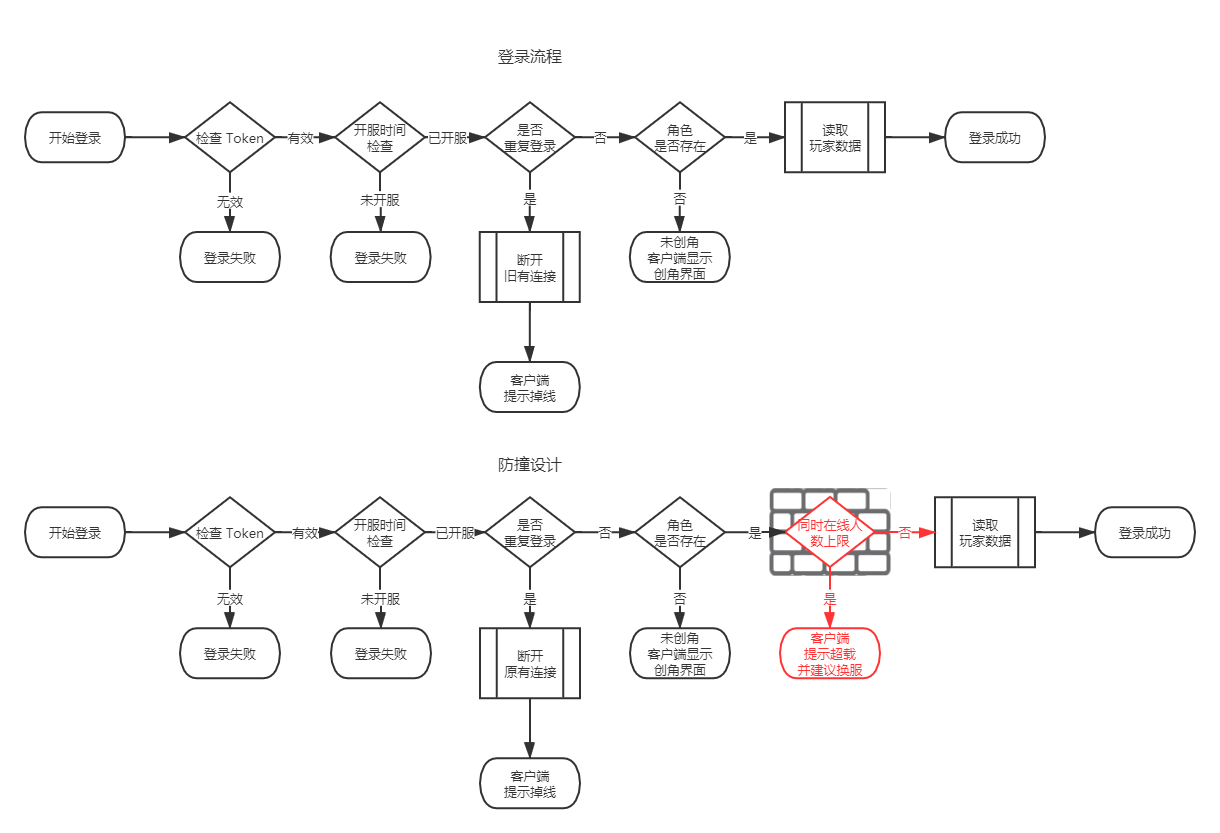 登录流程
开始登录
检查 Token
有效
开服时间
检查
已开服
是否
重复登录
否
角色
是否存在
是
读取
玩家数据
登录成功
无效
未开服
是
否
登录失败
登录失败
断开
旧有连接
未创角
客户端显示
创角界面
客户端
提示掉线
防撞设计
开始登录
检查 Token
有效
开服时间
检查
已开服
是否
重复登录
否
角色
是否存在
是
同时在线人
数上限
否
读取
玩家数据
登录成功
无效
未开服
是
否
是
登录失败
登录失败
断开
原有连接
未创角
客户端显示
创角界面
客户端
提示超载
并建议换服
客户端
提示掉线